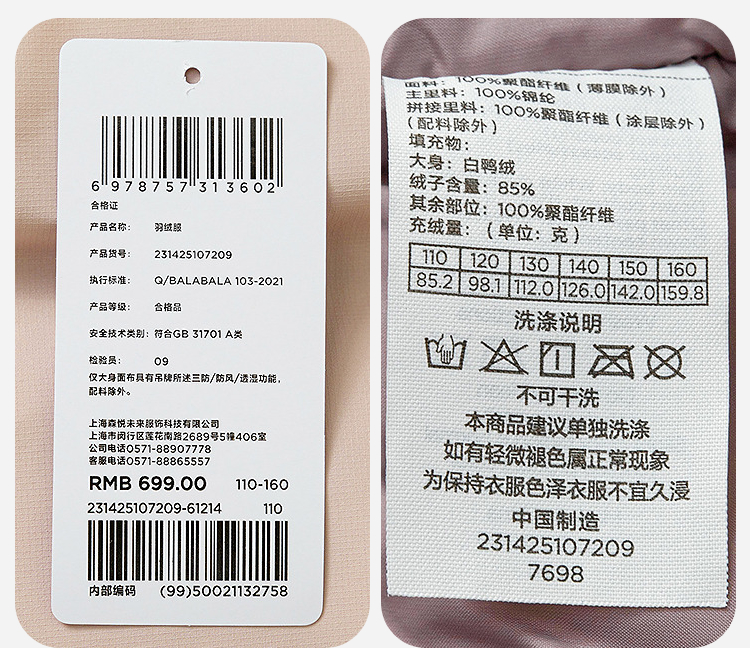 6 978757 313602
合格证
产品名称： 羽绒服
产品货号： 231425107209
执行标准： Q/BALABALA 103-2021
产品等级： 合格品
安全技术类别：符合GB 31701 A类
检验员： 09
仅大身面布具有吊牌所述三防/防风/透湿功能，
配料除外。
上海森悦未来服饰科技有限公司
上海市闵行区莲花南路2689号5幢406室
公司电话0571-88907778
客服电话0571-88865557
RMB 699.00 110-160
231425107209-61214 110
内部编码 (99)50021132758
面料：100%聚酯纤维（薄膜除外）
主里料：100%锦纶
拼接里料：100%聚酯纤维（涂层除外）
（配料除外）
填充物：
大身：白鸭绒
绒子含量：85%
其余部位：100%聚酯纤维
充绒量：（单位：克）
110 120 130 140 150 160
85.2 98.1 112.0 126.0 142.0 159.8
洗涤说明
不可干洗
本商品建议单独洗涤
如有轻微褪色属正常现象
为保持衣服色泽衣服不宜久浸
中国制造
231425107209
7698